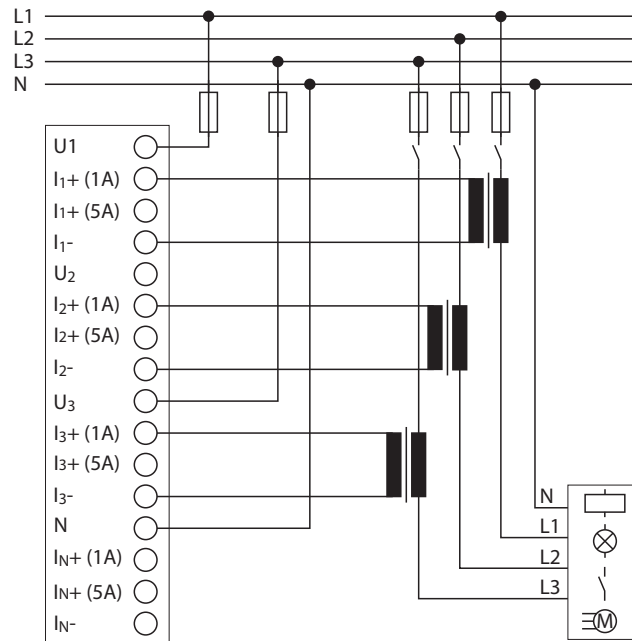 L1
L2
L3
N
U1
I1+ (1A)
I1+ (5A)
I1-
U2
I2+ (1A)
I2+ (5A)
I2-
U3
I3+ (1A)
I3+ (5A)
I3-
N
IN+ (1A)
IN+ (5A)
IN-
N
L1
L2
L3
M